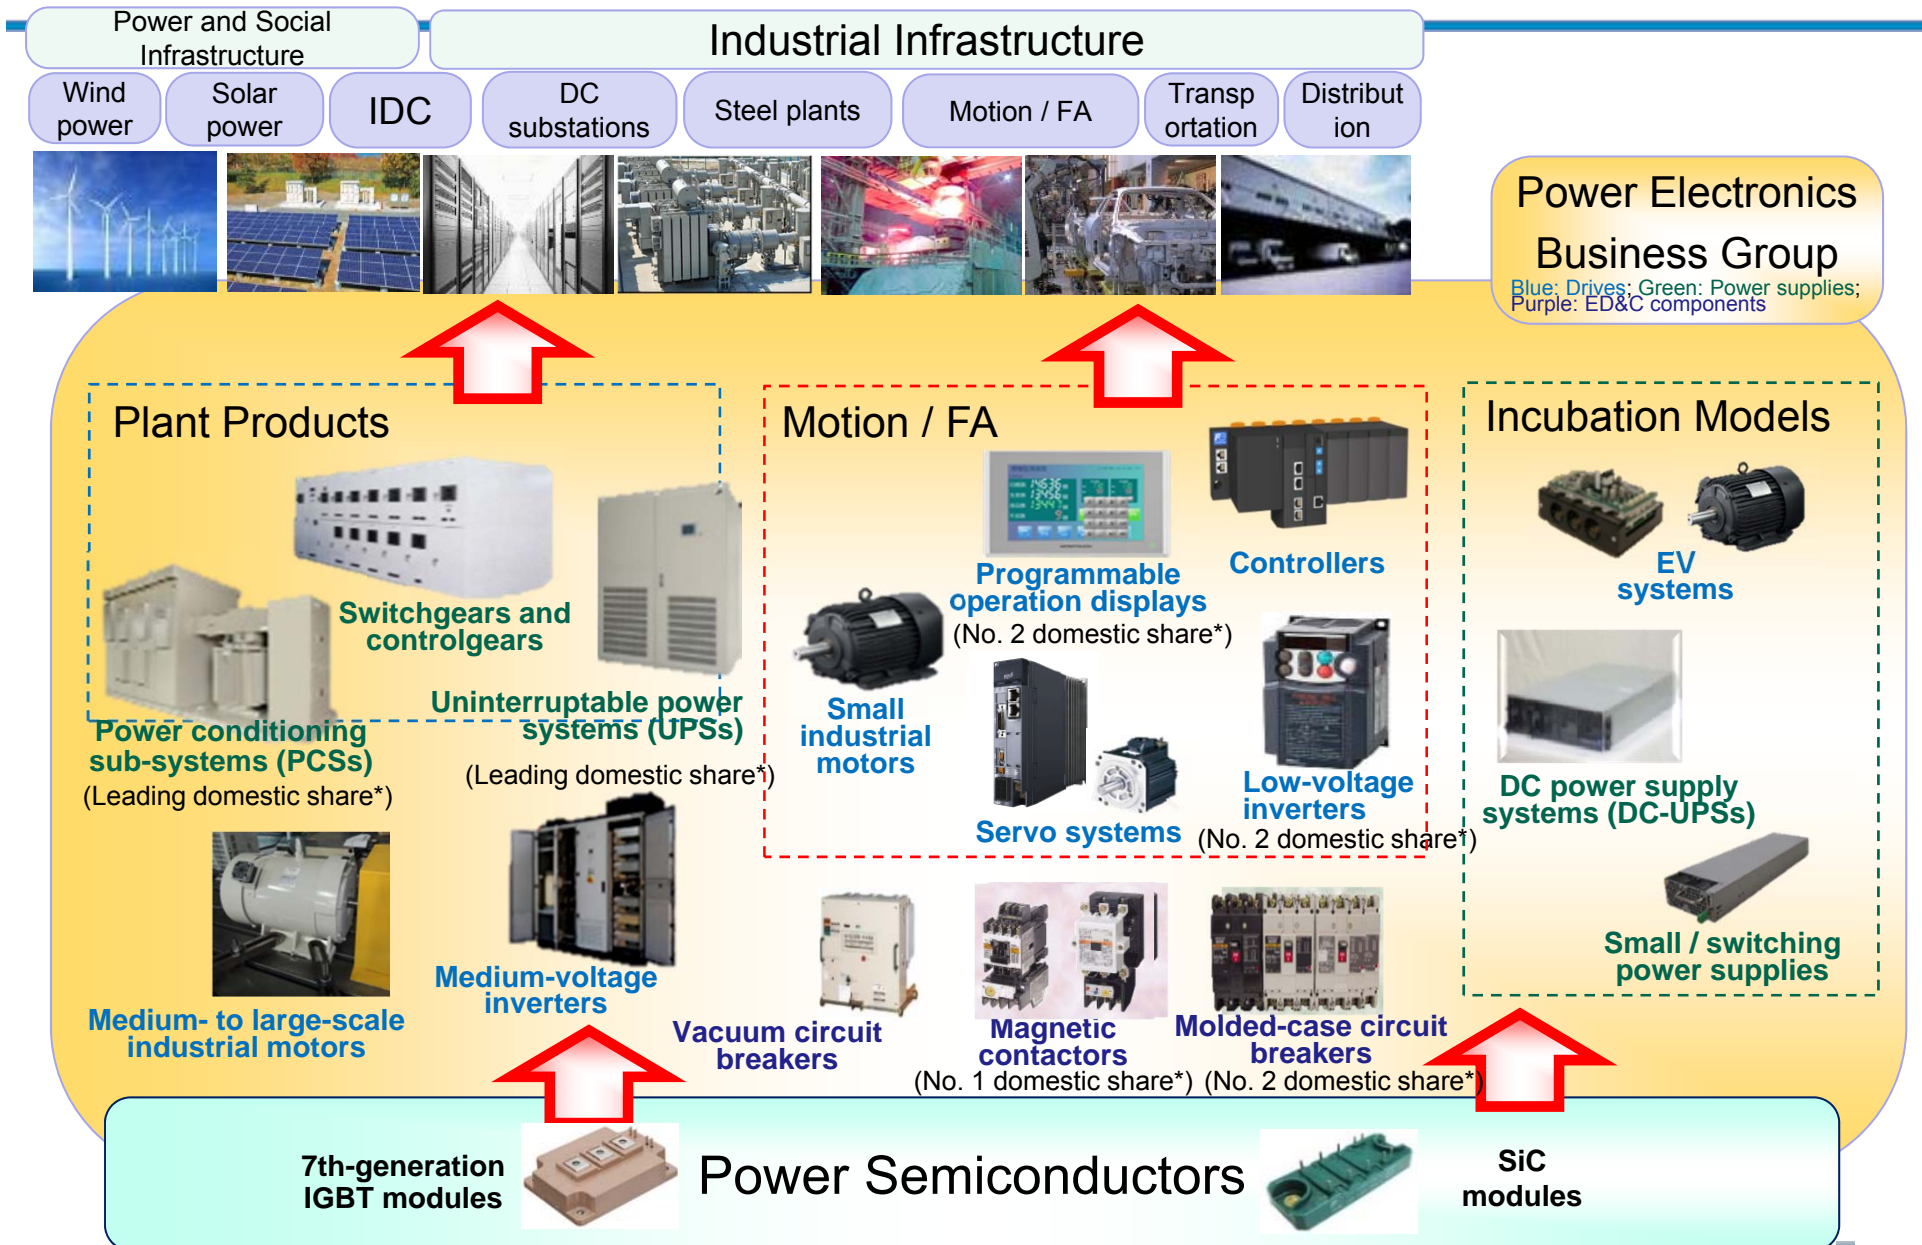 Power and Social
Infrastructure
Industrial Infrastructure
Wind
power
Solar
power
IDC
DC
substations
Steel plants
Motion / FA
Transp
ortation
Distribut
ion
Power Electronics
Business Group
Blue: Drives; Green: Power supplies;
Purple: ED&C components
Plant Products
Switchgears and
controlgears
Uninterruptable power
systems (UPSs)
(Leading domestic share*)
Power conditioning
sub-systems (PCSs)
(Leading domestic share*)
Medium- to large-scale
industrial motors
Medium-voltage
inverters
Motion / FA
Programmable
operation displays
(No. 2 domestic share*)
Controllers
Small
industrial
motors
Servo systems
Low-voltage
inverters
(No. 2 domestic share*)
Vacuum circuit
breakers
Magnetic
contactors
(No. 1 domestic share*)
Molded-case circuit
breakers
(No. 2 domestic share*)
Incubation Models
EV
systems
DC power supply
systems (DC-UPSs)
Small / switching
power supplies
7th-generation
IGBT modules
Power Semiconductors
SiC
modules